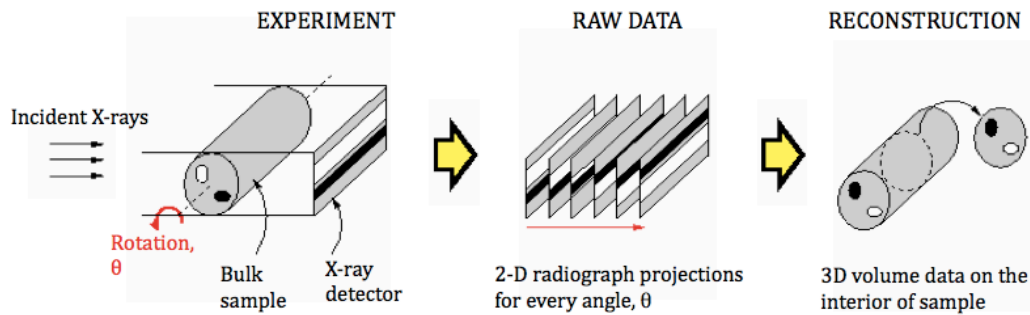 EXPERIMENT
RAW DATA
RECONSTRUCTION
Incident X-rays
Rotation,
θ
Bulk
sample
X-ray
detector
2-D radiograph projections
for every angle, θ
3D volume data on the
interior of sample